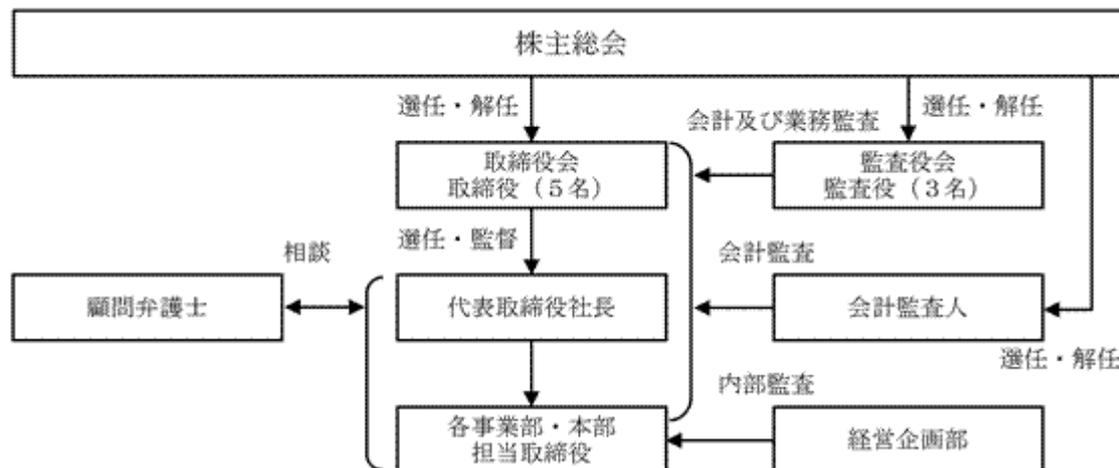 株主総会
選任・解任
選任・解任
会計及び業務監査
取締役会
取締役（５名）
監査役会
監査役（３名）
選任・監督
相談
会計監査
顧問弁護士
代表取締役社長
会計監査人
選任・解任
内部監査
各事業部・本部
担当取締役
経営企画部